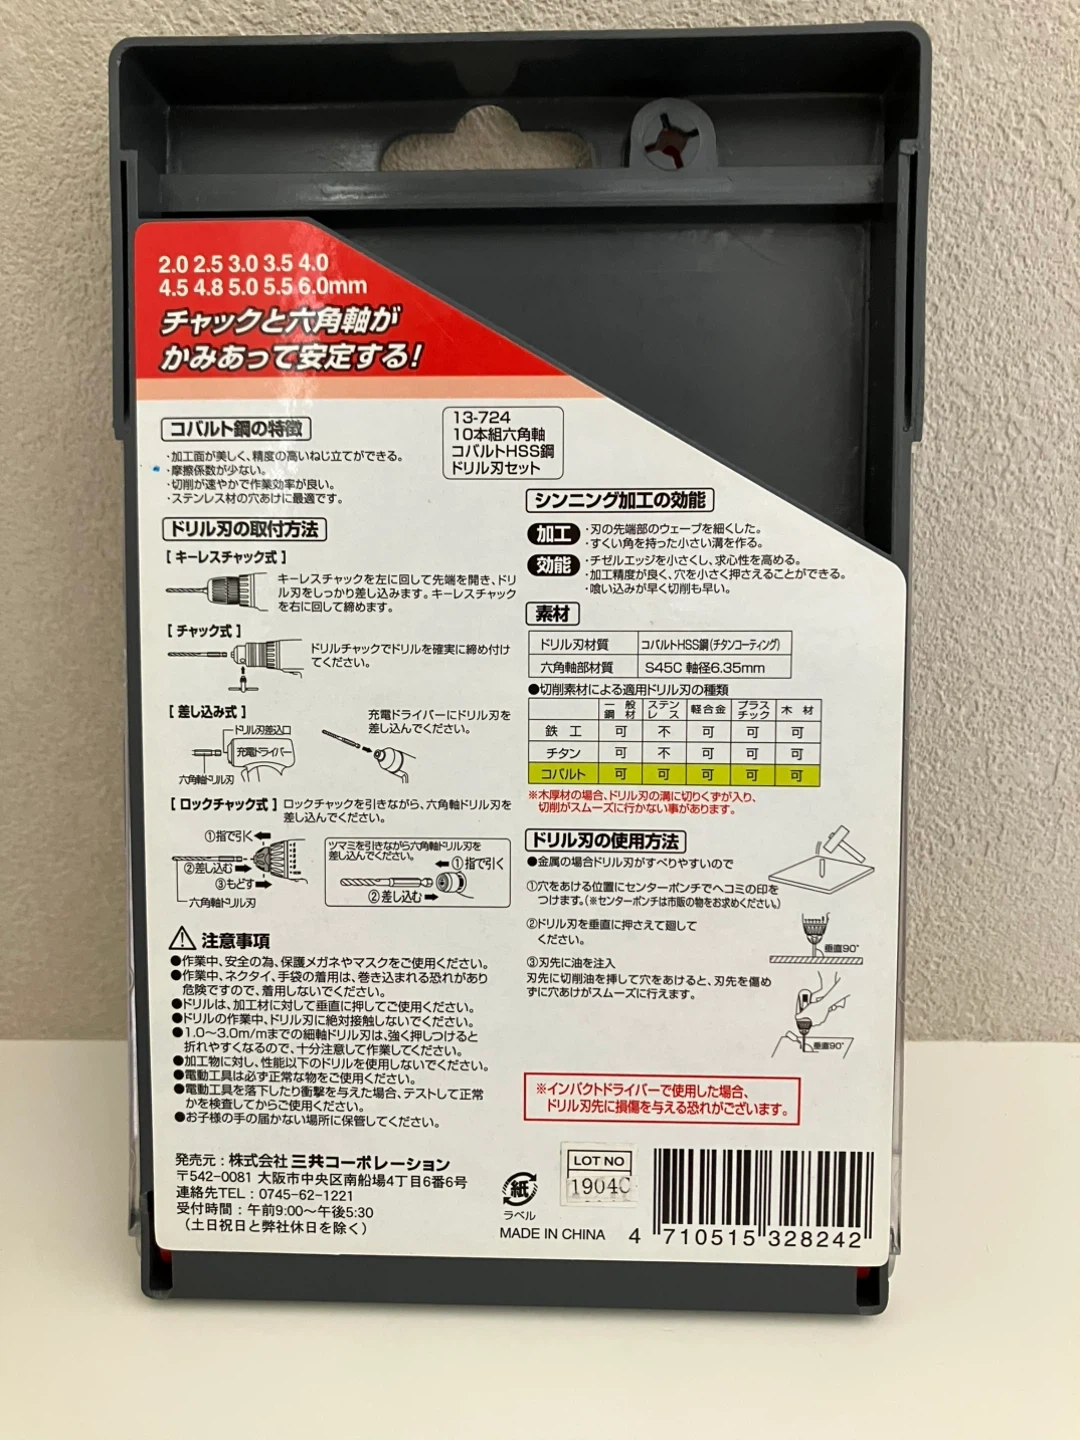 2.0 2.5 3.0 3.5 4.0
4.5 4.8 5.0 5.5 6.0mm
チャックと六角軸が
かみあって安定する!
コバルト鋼の特徴
・加工面が美しく、精度の高いねじ立てができる。
・摩擦係数が少ない。
・切削が速やかで作業効率が良い。
・ステンレス材の穴あけに最適です。
13-724
10本組六角軸
コバルトHSS鋼
ドリル刃セット
ドリル刃の取付方法
[ キーレスチャック式 ]
キーレスチャックを左に回して先端を開き、ドリ
ル刃をしっかり差し込みます。キーレスチャック
を右に回して締めます。
[ チャック式 ]
ドリルチャックでドリルを確実に締め付け
てください。
[ 差し込み式 ]
充電ドライバーにドリル刃を
差し込んでください。
ドリル刃差込口
充電ドライバー
六角軸ドリル刃
[ ロックチャック式 ]
ロックチャックを引きながら、六角軸ドリル刃を
差し込んでください。
①指で引く
②差し込む
③もどす
六角軸ドリル刃
ツマミを引きながら六角軸ドリル刃を
差し込んでください。
①指で引く
②差し込む
注意事項
●作業中、安全の為、保護メガネやマスクをご使用ください。
●作業中、ネクタイ、手袋の着用は、巻き込まれる恐れがあり
危険ですので、着用しないでください。
●ドリルは、加工材に対して垂直に押してご使用ください。
●ドリルの作業中、ドリル刃に絶対接触しないでください。
●1.0〜3.0m/mまでの細軸ドリル刃は、強く押しつけると
折れやすくなるので、十分注意して作業してください。
●加工物に対し、性能以下のドリルを使用しないでください。
●電動工具は必ず正常な物をご使用ください。
●電動工具を落下したり衝撃を与えた場合、テストして正常
かを検査してからご使用ください。
●お子様の手の届かない場所に保管してください。
発売元：株式会社 三共コーポレーション
〒542-0081 大阪市中央区南船場4丁目6番6号
連絡先TEL：0745-62-1221
受付時間：午前9:00〜午後5:30
（土日祝日と弊社休日を除く）
シンニング加工の効能
加工
・刃の先端部のウェーブを細くした。
・すくい角を持った小さい溝を作る。
効能
・チゼルエッジを小さくし、求心性を高める。
・加工精度が良く、穴を小さく押さえることができる。
・喰い込みが早く切削も早い。
素材
ドリル刃材質 コバルトHSS鋼(チタンコーティング)
六角軸部材質 S45C 軸径6.35mm
●切削素材による適用ドリル刃の種類
一般鋼材 ステンレス 軽合金 プラスチック 木材
鉄工 可 不 可 可 可
チタン 可 不 可 可 可
コバルト 可 可 可 可 可
※木厚材の場合、ドリル刃の溝に切りくずが入り、
切削がスムーズに行かない事があります。
ドリル刃の使用方法
●金属の場合ドリル刃がすべりやすいので
①穴をあける位置にセンターポンチでヘコミの印を
つけます。(※センターポンチは市販の物をお求めください。)
②ドリル刃を垂直に押さえて廻して
ください。
垂直90°
③刃先に油を注入
刃先に切削油を挿して穴をあけると、刃先を傷め
ずに穴あけがスムーズに行えます。
垂直90°
※インパクトドライバーで使用した場合、
ドリル刃先に損傷を与える恐れがございます。
紙
ラベル
LOT NO
1904C
MADE IN CHINA
4 710515 328242